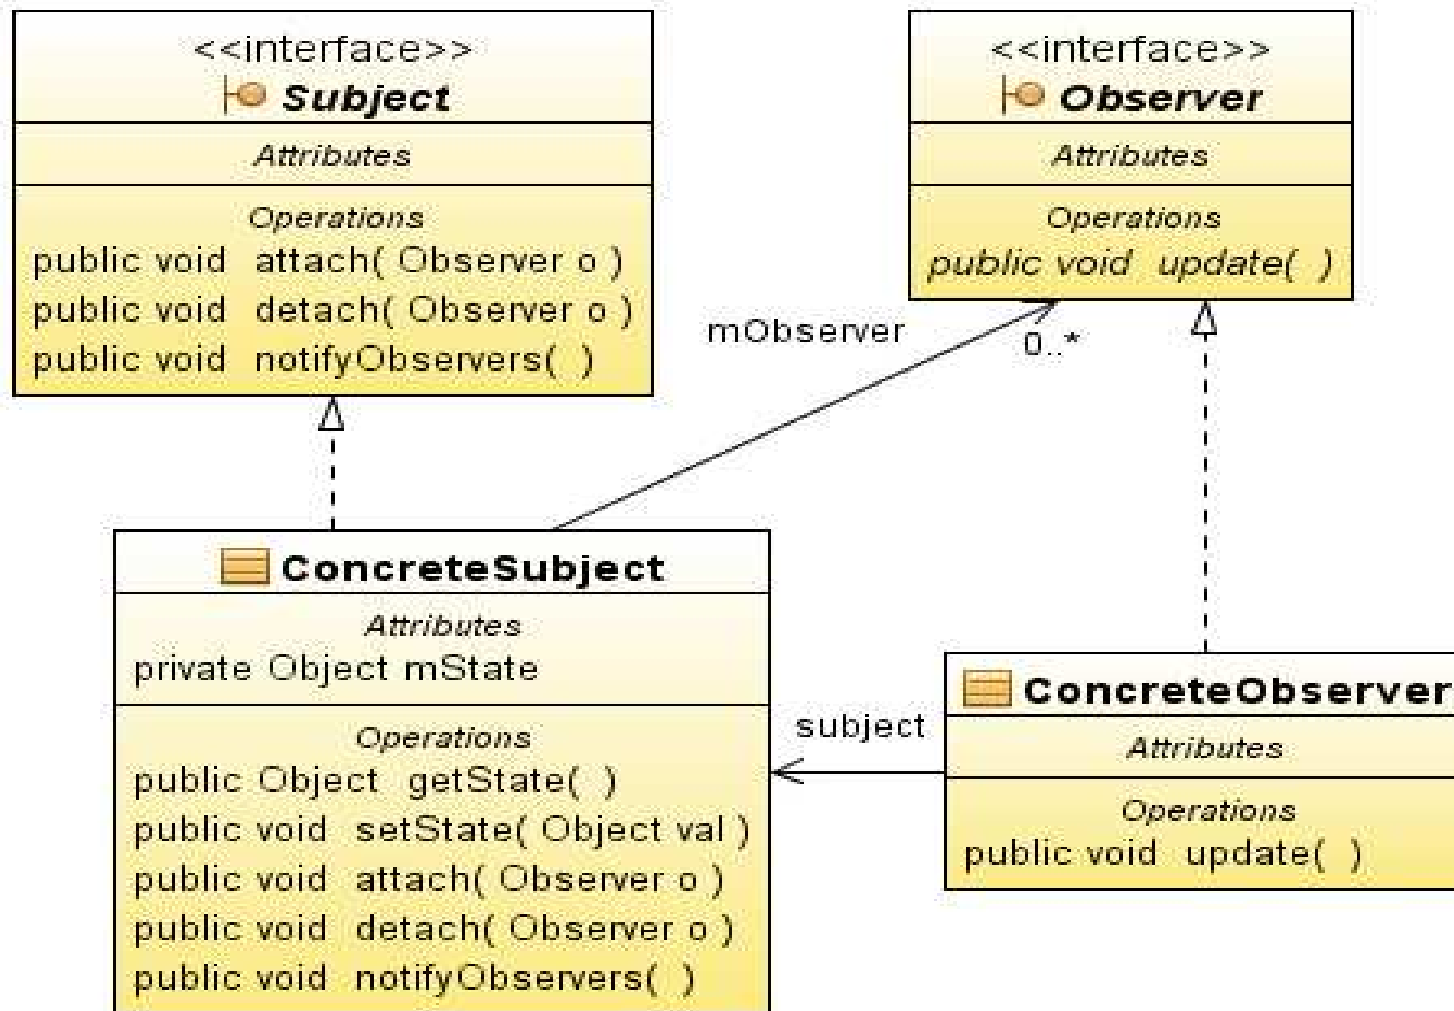 <<interface>>
Subject
Attributes
Operations
public void attach( Observer o )
public void detach( Observer o )
public void notifyObservers( )
<<interface>>
Observer
Attributes
Operations
public void update( )
mObserver
0..*
ConcreteSubject
Attributes
private Object mState
Operations
public Object getState( )
public void setState( Object val )
public void attach( Observer o )
public void detach( Observer o )
public void notifyObservers( )
subject
ConcreteObserver
Attributes
Operations
public void update( )